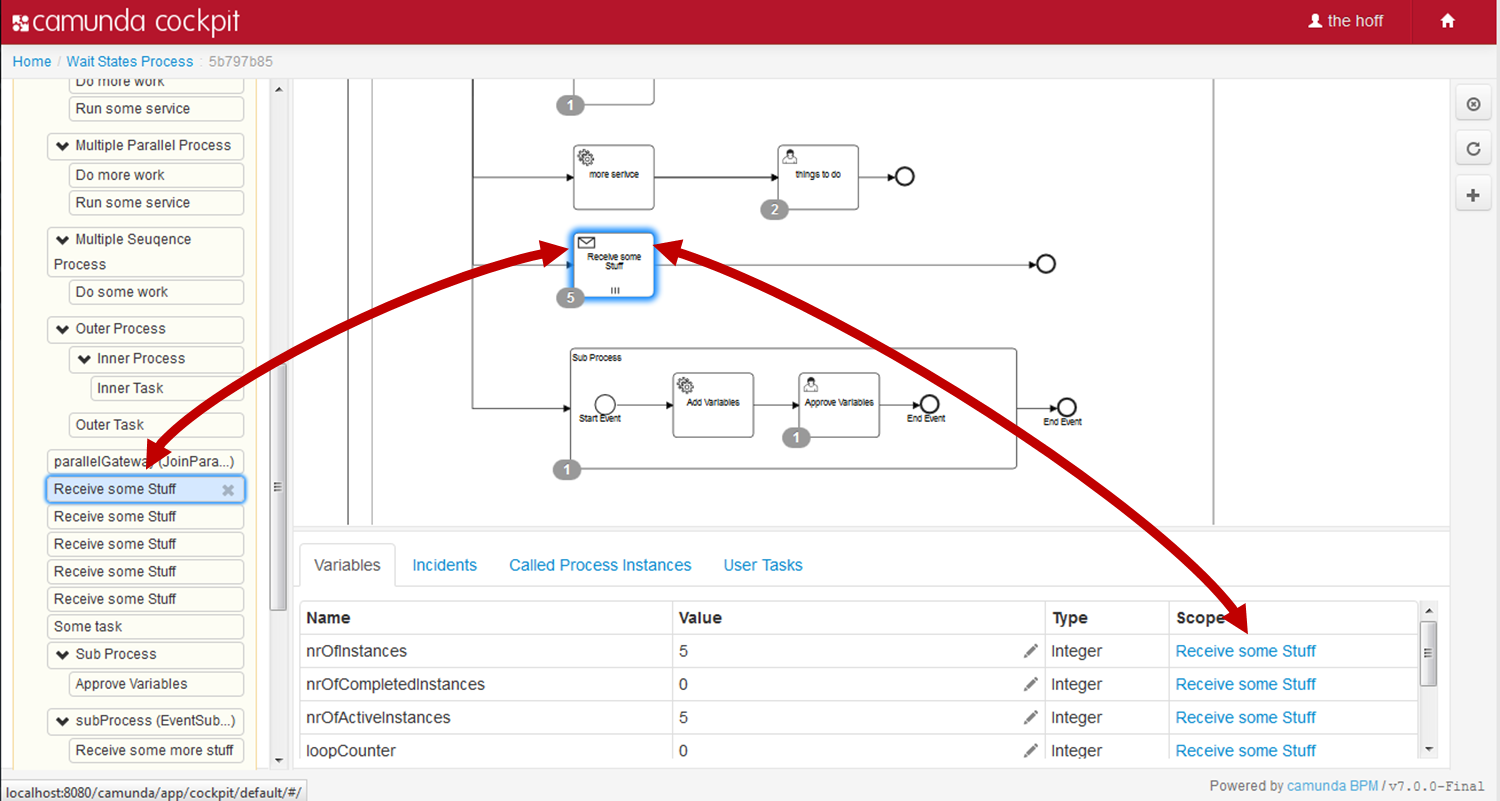 camunda cockpit
the hoff
Home / Wait States Process : 5b797b85
Do more work
Run some service
Multiple Parallel Process
Do more work
Run some service
Multiple Seuqence
Process
Do some work
Outer Process
Inner Process
Inner Task
Outer Task
parallelGateway (JoinPara...)
Receive some Stuff
Receive some Stuff
Receive some Stuff
Receive some Stuff
Receive some Stuff
Some task
Sub Process
Approve Variables
subProcess (EventSub...)
Receive some more stuff
1
more serivce
things to do
2
Receive some
Stuff
5
Sub Process
Start Event
Add Variables
Approve Variables
End Event
1
1
End Event
Variables Incidents Called Process Instances User Tasks
Name Value Type Scope
nrOfInstances 5 Integer Receive some Stuff
nrOfCompletedInstances 0 Integer Receive some Stuff
nrOfActiveInstances 5 Integer Receive some Stuff
loopCounter 0 Integer Receive some Stuff
Powered by camunda BPM / v7.0.0-Final
localhost:8080/camunda/app/cockpit/default/#/